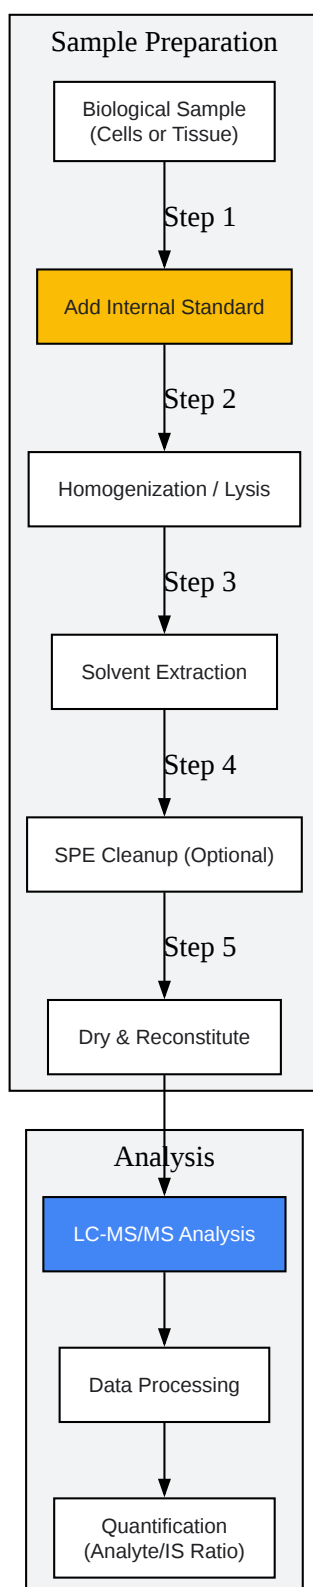 Sample Preparation
Biological Sample
(Cells or Tissue)
Step 1
Add Internal Standard
Step 2
Homogenization / Lysis
Step 3
Solvent Extraction
Step 4
SPE Cleanup (Optional)
Step 5
Dry & Reconstitute
Analysis
LC-MS/MS Analysis
Data Processing
Quantification
(Analyte/IS Ratio)